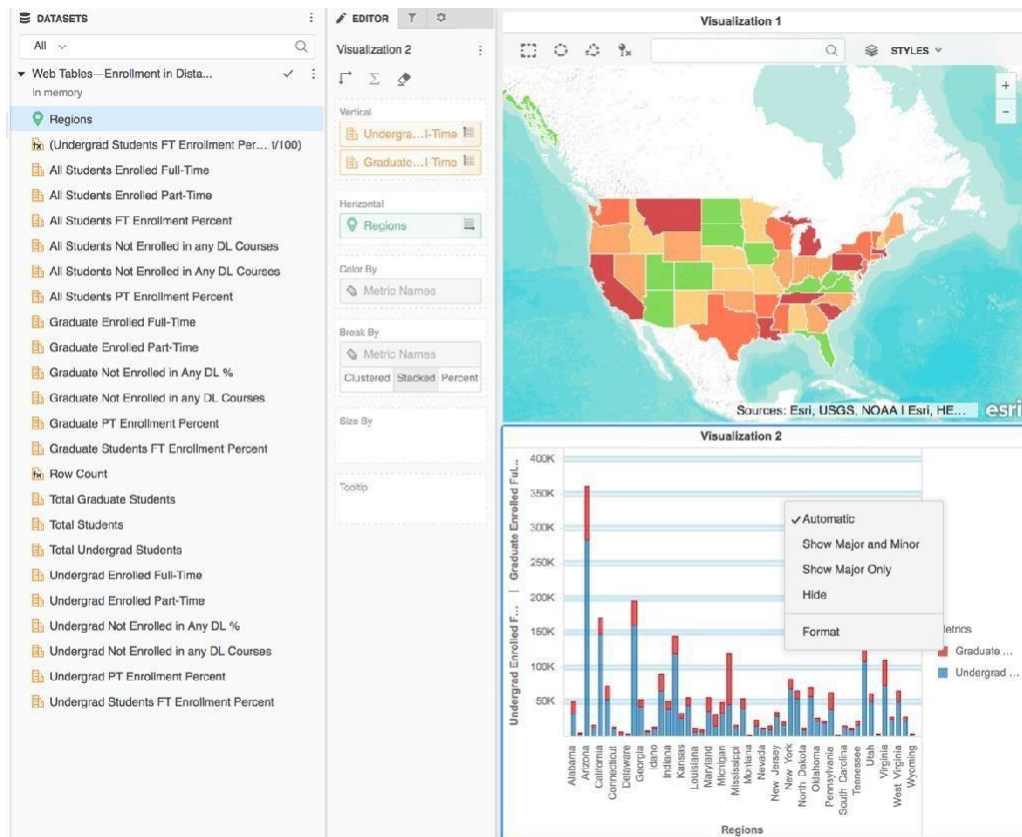 DATASETS
All
Web Tables—Enrollment in Dista...
In memory
Regions
(Undergrad Students FT Enrollment Per... t/100)
All Students Enrolled Full-Time
All Students Enrolled Part-Time
All Students FT Enrollment Percent
All Students Not Enrolled in any DL Courses
All Students Not Enrolled in Any DL Courses
All Students PT Enrollment Percent
Graduate Enrolled Full-Time
Graduate Enrolled Part-Time
Graduate Not Enrolled in Any DL %
Graduate Not Enrolled in any DL Courses
Graduate PT Enrollment Percent
Graduate Students FT Enrollment Percent
fx Row Count
Total Graduate Students
Total Students
Total Undergrad Students
Undergrad Enrolled Full-Time
Undergrad Enrolled Part-Time
Undergrad Not Enrolled in Any DL %
Undergrad Not Enrolled in any DL Courses
Undergrad PT Enrollment Percent
Undergrad Students FT Enrollment Percent
EDITOR
Visualization 2
Vertical
Undergra...l-Time
Graduate...l-Time
Horizontal
Regions
Color By
Metric Names
Break By
Metric Names
Clustered Stacked Percent
Size By
Tooltip
Visualization 1
STYLES
+
−
Sources: Esri, USGS, NOAA | Esri, HE...
esri
Visualization 2
Undergrad Enrolled F... | Graduate Enrolled Ful...
400K
350K
300K
250K
200K
150K
100K
50K
Automatic
Show Major and Minor
Show Major Only
Hide
Format
etrics
Graduate ...
Undergrad ...
Alabama
Arizona
California
Connecticut
Delaware
Georgia
Idaho
Indiana
Kansas
Louisiana
Maryland
Michigan
Mississippi
Montana
Nevada
New Jersey
New York
North Dakota
Oklahoma
Pennsylvania
South Carolina
Tennessee
Utah
Virginia
West Virginia
Wyoming
Regions